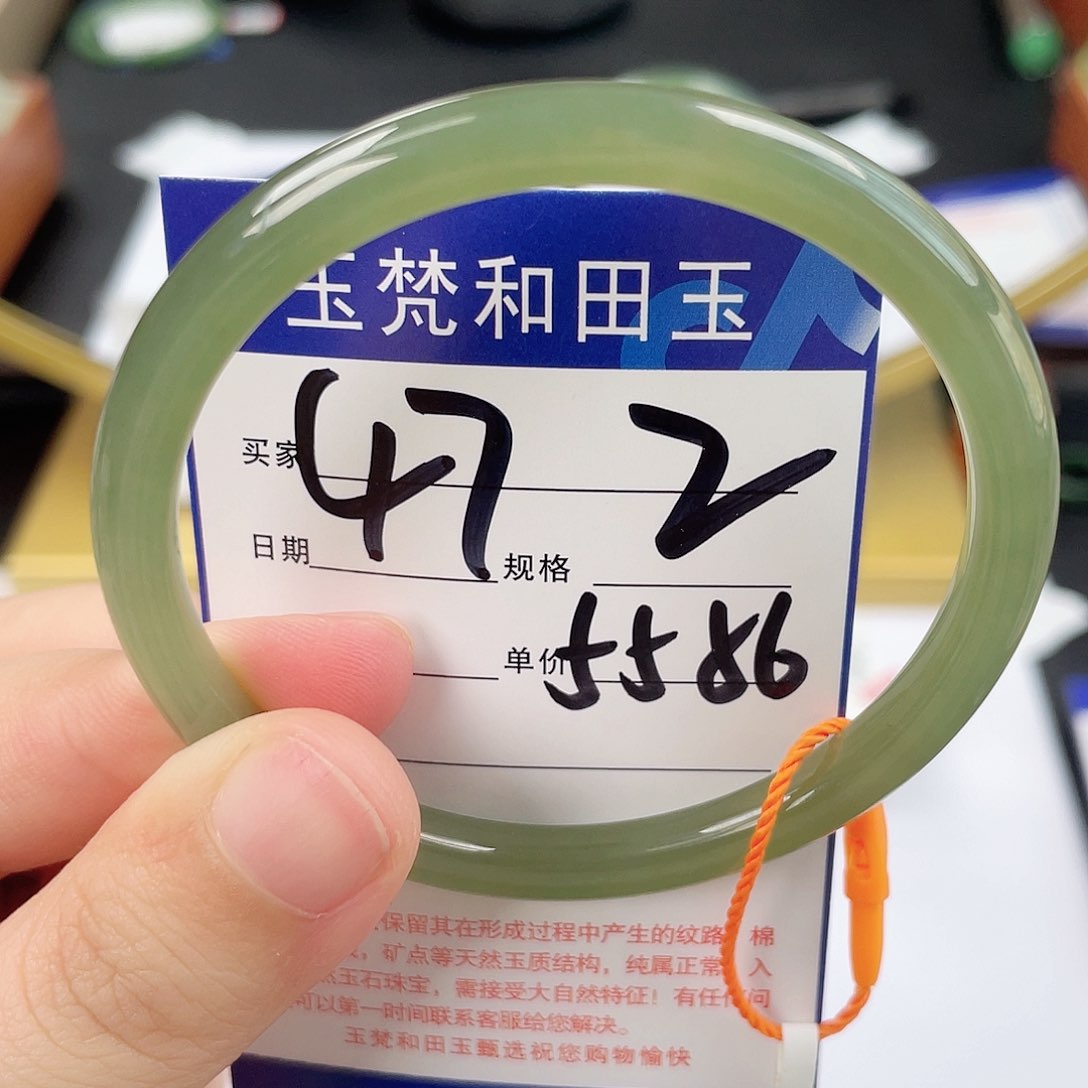 玉梵和田玉
买家 47 2
日期 规格
单价 5586
保留其在形成过程中产生的纹路 棉
，矿点等天然玉质结构，纯属正常 入
玉石珠宝，需接受大自然特征！有任何问
可以第一时间联系客服给您解决。
玉梵和田玉甄选祝您购物愉快